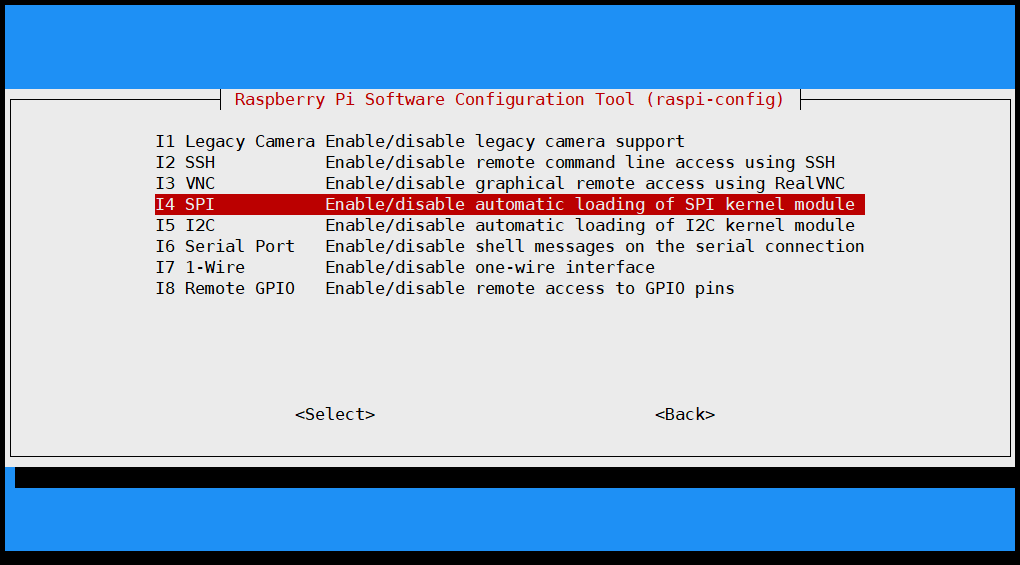 Raspberry Pi Software Configuration Tool (raspi-config)
I1 Legacy Camera Enable/disable legacy camera support
I2 SSH Enable/disable remote command line access using SSH
I3 VNC Enable/disable graphical remote access using RealVNC
I4 SPI Enable/disable automatic loading of SPI kernel module
I5 I2C Enable/disable automatic loading of I2C kernel module
I6 Serial Port Enable/disable shell messages on the serial connection
I7 1-Wire Enable/disable one-wire interface
I8 Remote GPIO Enable/disable remote access to GPIO pins
<Select> <Back>